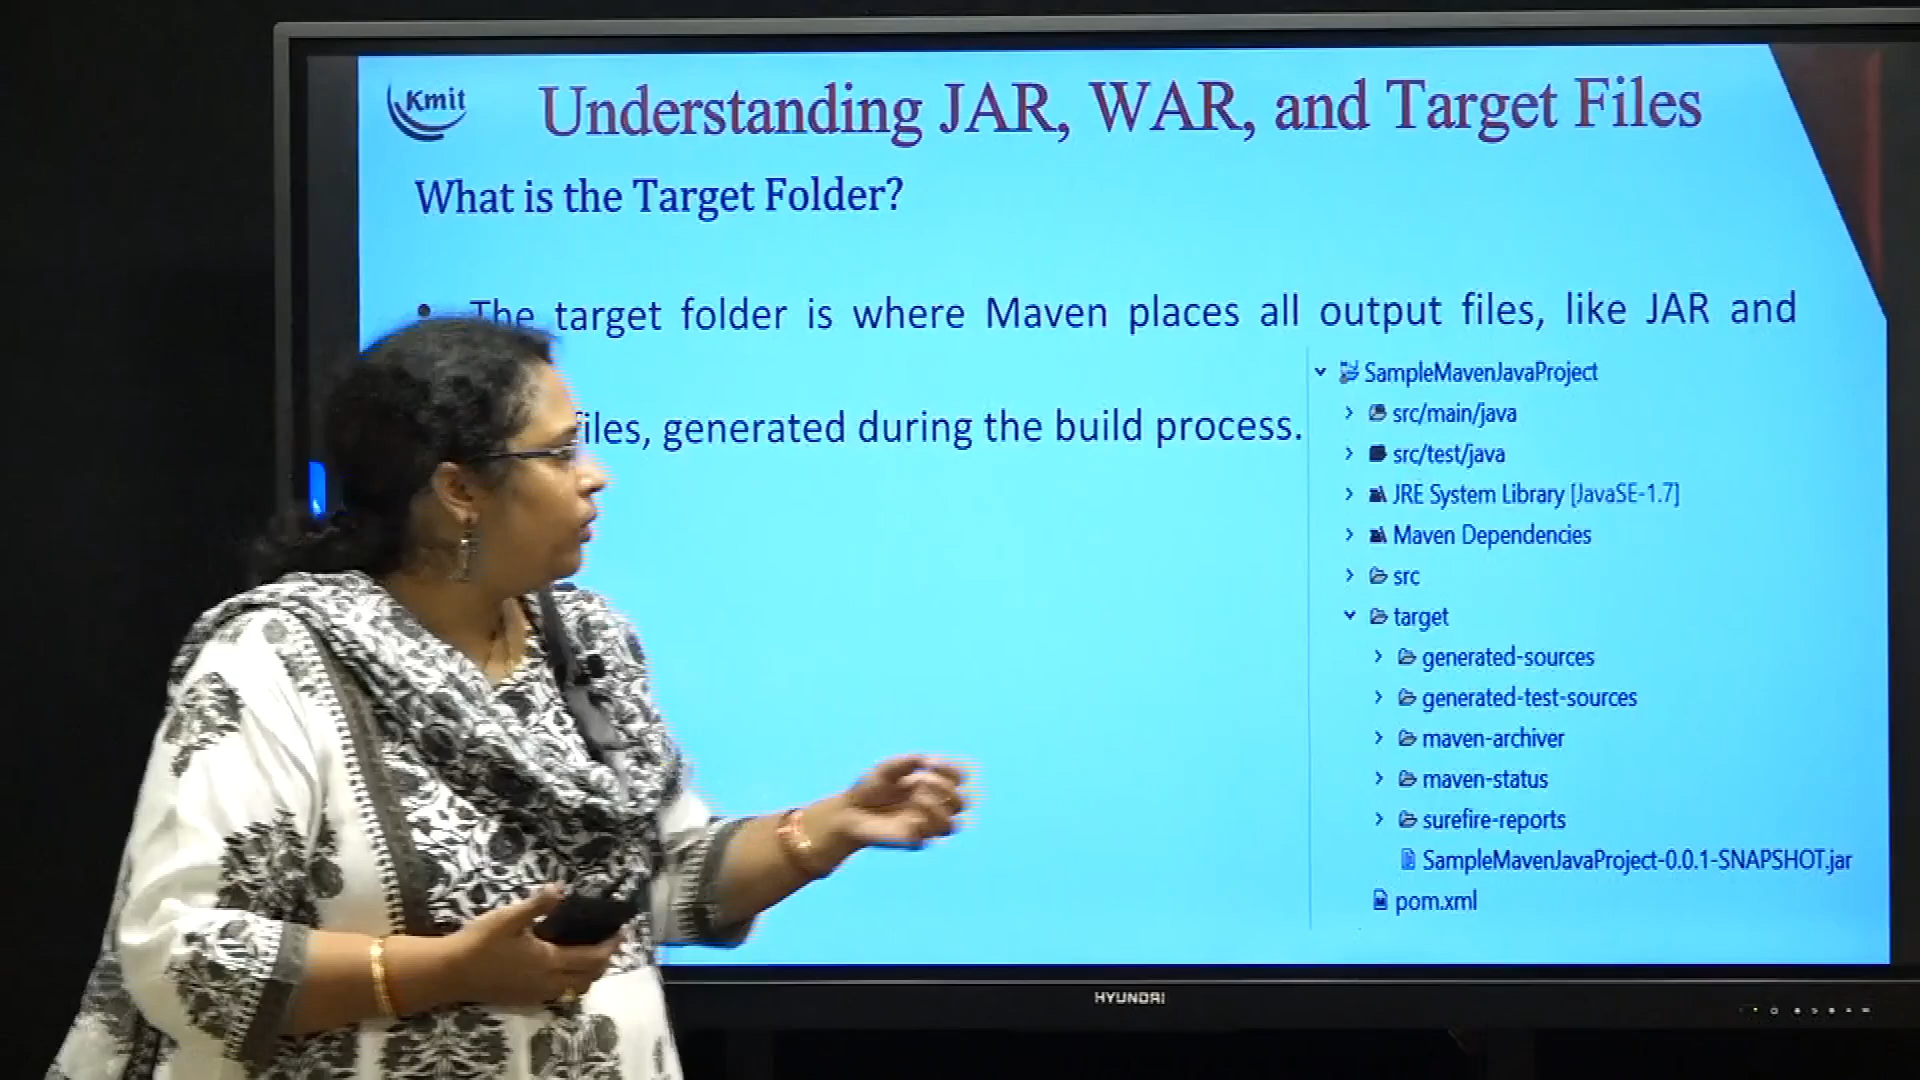 Kmit
Understanding JAR, WAR, and Target Files
What is the Target Folder?
• The target folder is where Maven places all output files, like JAR and
files, generated during the build process.
SampleMavenJavaProject
src/main/java
src/test/java
JRE System Library [JavaSE-1.7]
Maven Dependencies
src
target
generated-sources
generated-test-sources
maven-archiver
maven-status
surefire-reports
SampleMavenJavaProject-0.0.1-SNAPSHOT.jar
pom.xml
HYUNDAI